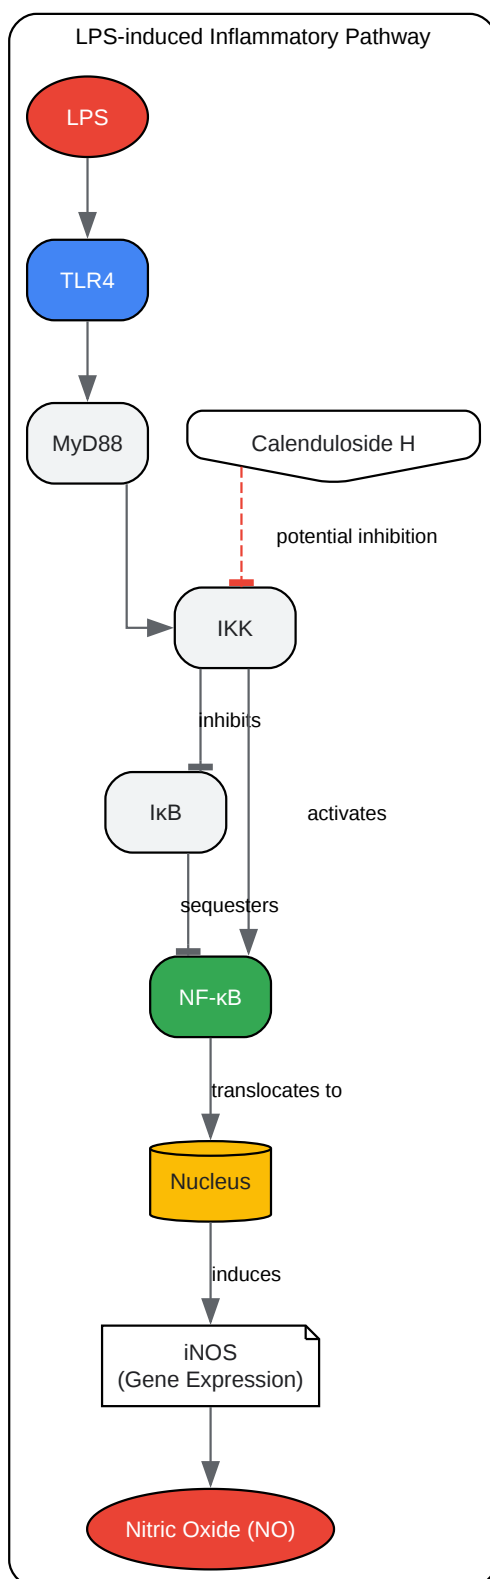 LPS-induced Inflammatory Pathway
LPS
TLR4
MyD88
Calenduloside H
potential inhibition
IKK
inhibits
IκB
activates
sequesters
NF-κB
translocates to
Nucleus
induces
iNOS
(Gene Expression)
Nitric Oxide (NO)